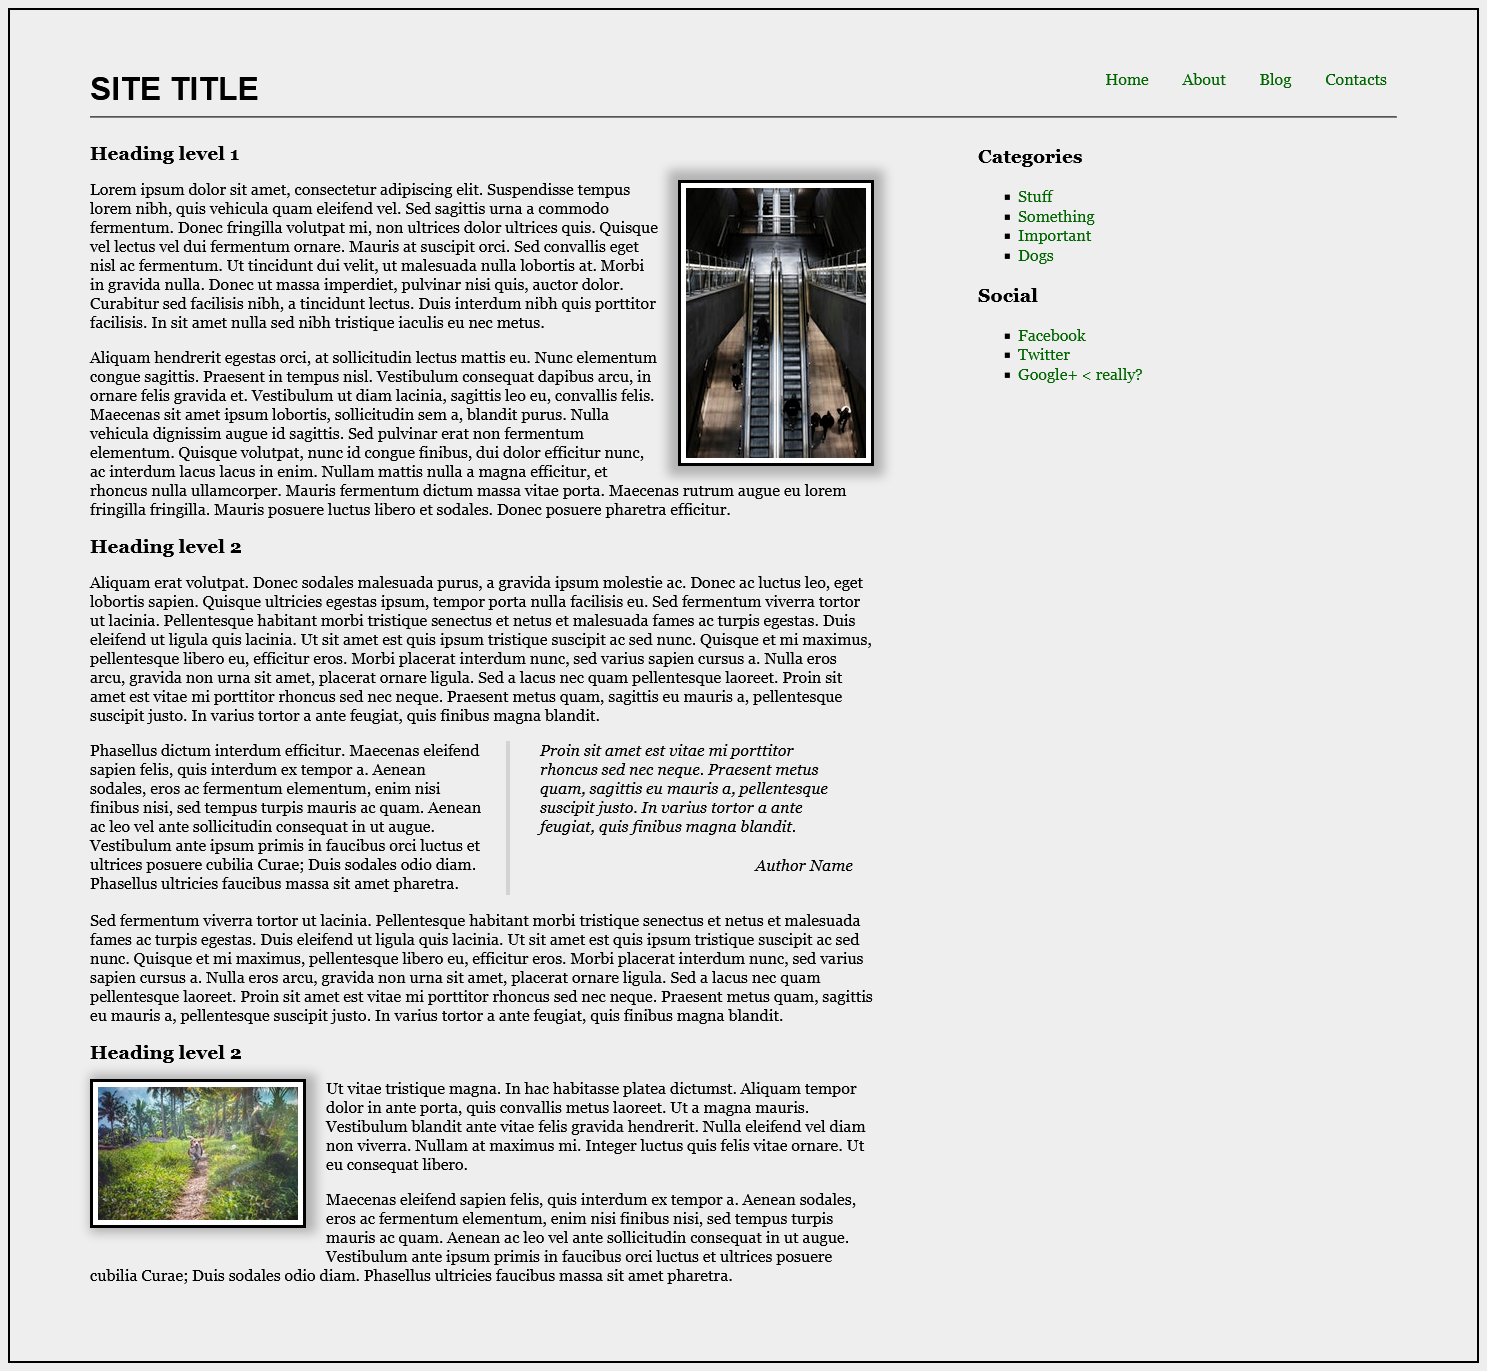 SITE TITLE
Home About Blog Contacts
Heading level 1
Lorem ipsum dolor sit amet, consectetur adipiscing elit. Suspendisse tempus
lorem nibh, quis vehicula quam eleifend vel. Sed sagittis urna a commodo
fermentum. Donec fringilla volutpat mi, non ultrices dolor ultrices quis. Quisque
vel lectus vel dui fermentum ornare. Mauris at suscipit orci. Sed convallis eget
nisl ac fermentum. Ut tincidunt dui velit, ut malesuada nulla lobortis at. Morbi
in gravida nulla. Donec ut massa imperdiet, pulvinar nisi quis, auctor dolor.
Curabitur sed facilisis nibh, a tincidunt lectus. Duis interdum nibh quis porttitor
facilisis. In sit amet nulla sed nibh tristique iaculis eu nec metus.
Aliquam hendrerit egestas orci, at sollicitudin lectus mattis eu. Nunc elementum
congue sagittis. Praesent in tempus nisl. Vestibulum consequat dapibus arcu, in
ornare felis gravida et. Vestibulum ut diam lacinia, sagittis leo eu, convallis felis.
Maecenas sit amet ipsum lobortis, sollicitudin sem a, blandit purus. Nulla
vehicula dignissim augue id sagittis. Sed pulvinar erat non fermentum
elementum. Quisque volutpat, nunc id congue finibus, dui dolor efficitur nunc,
ac interdum lacus lacus in enim. Nullam mattis nulla a magna efficitur, et
rhoncus nulla ullamcorper. Mauris fermentum dictum massa vitae porta. Maecenas rutrum augue eu lorem
fringilla fringilla. Mauris posuere luctus libero et sodales. Donec posuere pharetra efficitur.
Heading level 2
Aliquam erat volutpat. Donec sodales malesuada purus, a gravida ipsum molestie ac. Donec ac luctus leo, eget
lobortis sapien. Quisque ultricies egestas ipsum, tempor porta nulla facilisis eu. Sed fermentum viverra tortor
ut lacinia. Pellentesque habitant morbi tristique senectus et netus et malesuada fames ac turpis egestas. Duis
eleifend ut ligula quis lacinia. Ut sit amet est quis ipsum tristique suscipit ac sed nunc. Quisque et mi maximus,
pellentesque libero eu, efficitur eros. Morbi placerat interdum nunc, sed varius sapien cursus a. Nulla eros
arcu, gravida non urna sit amet, placerat ornare ligula. Sed a lacus nec quam pellentesque laoreet. Proin sit
amet est vitae mi porttitor rhoncus sed nec neque. Praesent metus quam, sagittis eu mauris a, pellentesque
suscipit justo. In varius tortor a ante feugiat, quis finibus magna blandit.
Phasellus dictum interdum efficitur. Maecenas eleifend
sapien felis, quis interdum ex tempor a. Aenean
sodales, eros ac fermentum elementum, enim nisi
finibus nisi, sed tempus turpis mauris ac quam. Aenean
ac leo vel ante sollicitudin consequat in ut augue.
Vestibulum ante ipsum primis in faucibus orci luctus et
ultrices posuere cubilia Curae; Duis sodales odio diam.
Phasellus ultricies faucibus massa sit amet pharetra.
Proin sit amet est vitae mi porttitor
rhoncus sed nec neque. Praesent metus
quam, sagittis eu mauris a, pellentesque
suscipit justo. In varius tortor a ante
feugiat, quis finibus magna blandit.
Author Name
Sed fermentum viverra tortor ut lacinia. Pellentesque habitant morbi tristique senectus et netus et malesuada
fames ac turpis egestas. Duis eleifend ut ligula quis lacinia. Ut sit amet est quis ipsum tristique suscipit ac sed
nunc. Quisque et mi maximus, pellentesque libero eu, efficitur eros. Morbi placerat interdum nunc, sed varius
sapien cursus a. Nulla eros arcu, gravida non urna sit amet, placerat ornare ligula. Sed a lacus nec quam
pellentesque laoreet. Proin sit amet est vitae mi porttitor rhoncus sed nec neque. Praesent metus quam, sagittis
eu mauris a, pellentesque suscipit justo. In varius tortor a ante feugiat, quis finibus magna blandit.
Heading level 2
Ut vitae tristique magna. In hac habitasse platea dictumst. Aliquam tempor
dolor in ante porta, quis convallis metus laoreet. Ut a magna mauris.
Vestibulum blandit ante vitae felis gravida hendrerit. Nulla eleifend vel diam
non viverra. Nullam at maximus mi. Integer luctus quis felis vitae ornare. Ut
eu consequat libero.
Maecenas eleifend sapien felis, quis interdum ex tempor a. Aenean sodales,
eros ac fermentum elementum, enim nisi finibus nisi, sed tempus turpis
mauris ac quam. Aenean ac leo vel ante sollicitudin consequat in ut augue.
Vestibulum ante ipsum primis in faucibus orci luctus et ultrices posuere
cubilia Curae; Duis sodales odio diam. Phasellus ultricies faucibus massa sit amet pharetra.
Categories
Stuff
Something
Important
Dogs
Social
Facebook
Twitter
Google+ < really?